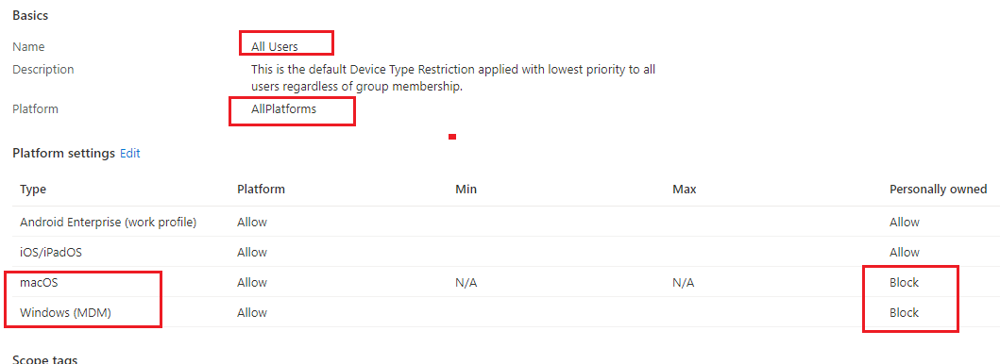 Basics
Name All Users
Description This is the default Device Type Restriction applied with lowest priority to all
users regardless of group membership.
Platform AllPlatforms
Platform settings Edit
Type Platform Min Max Personally owned
Android Enterprise (work profile) Allow Allow
iOS/iPadOS Allow Allow
macOS Allow N/A N/A Block
Windows (MDM) Allow Block
Scope tags